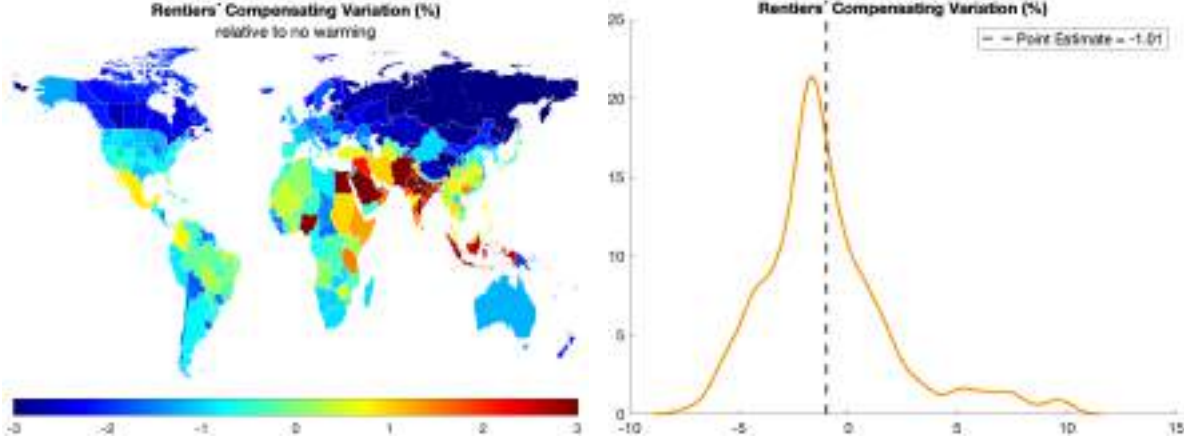 Rentiers´ Compensating Variation (%)
relative to no warming
-3 -2 -1 0 1 2 3
Rentiers´ Compensating Variation (%)
25
– – Point Estimate = -1.01
20
15
10
5
0
-10 -5 0 5 10 15